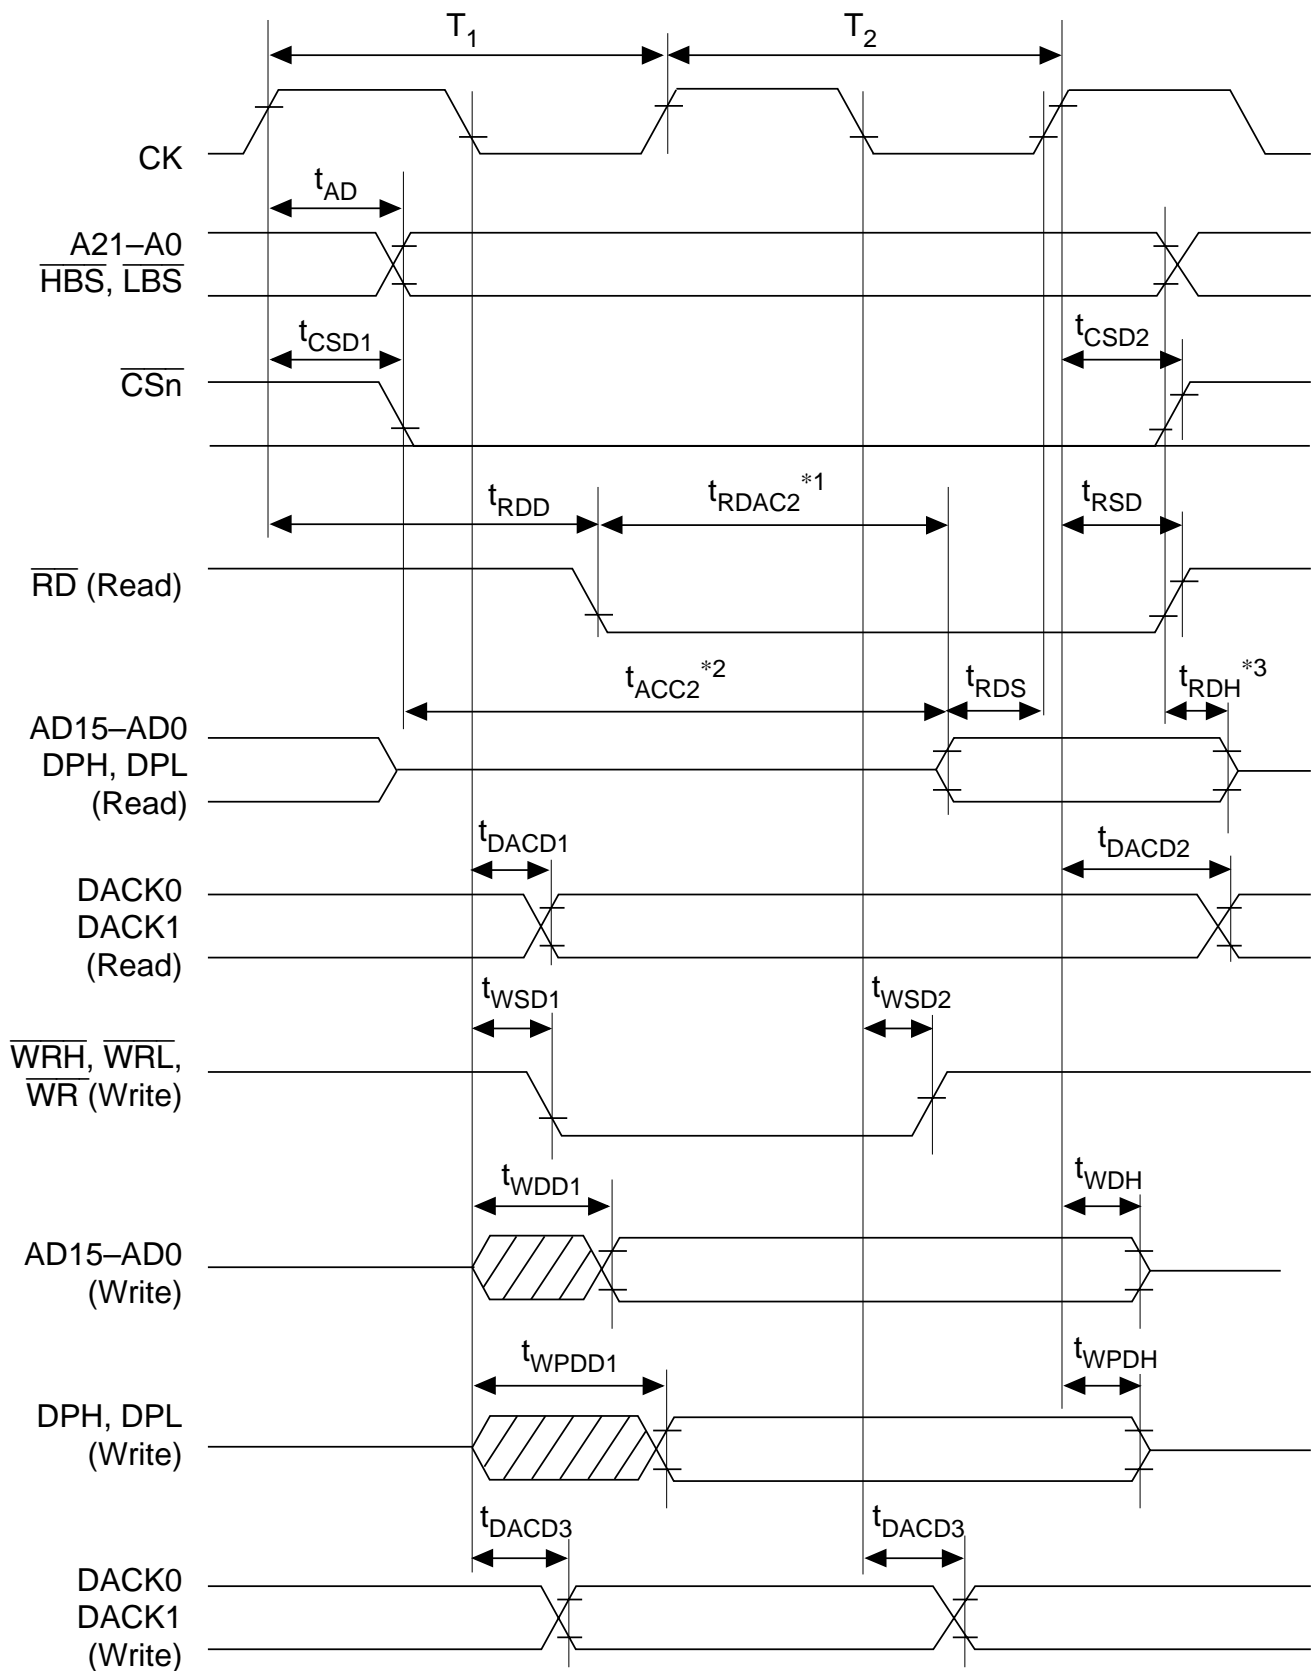 T1
T2
CK
tAD
A21–A0
HBS, LBS
tCSD1
tCSD2
CSn
tRDD
tRDAC2*1
tRSD
RD (Read)
tACC2*2
tRDS
tRDH*3
AD15–AD0
DPH, DPL
(Read)
tDACD1
tDACD2
DACK0
DACK1
(Read)
tWSD1
tWSD2
WRH, WRL,
WR (Write)
tWDD1
tWDH
AD15–AD0
(Write)
tWPDD1
tWPDH
DPH, DPL
(Write)
tDACD3
tDACD3
DACK0
DACK1
(Write)